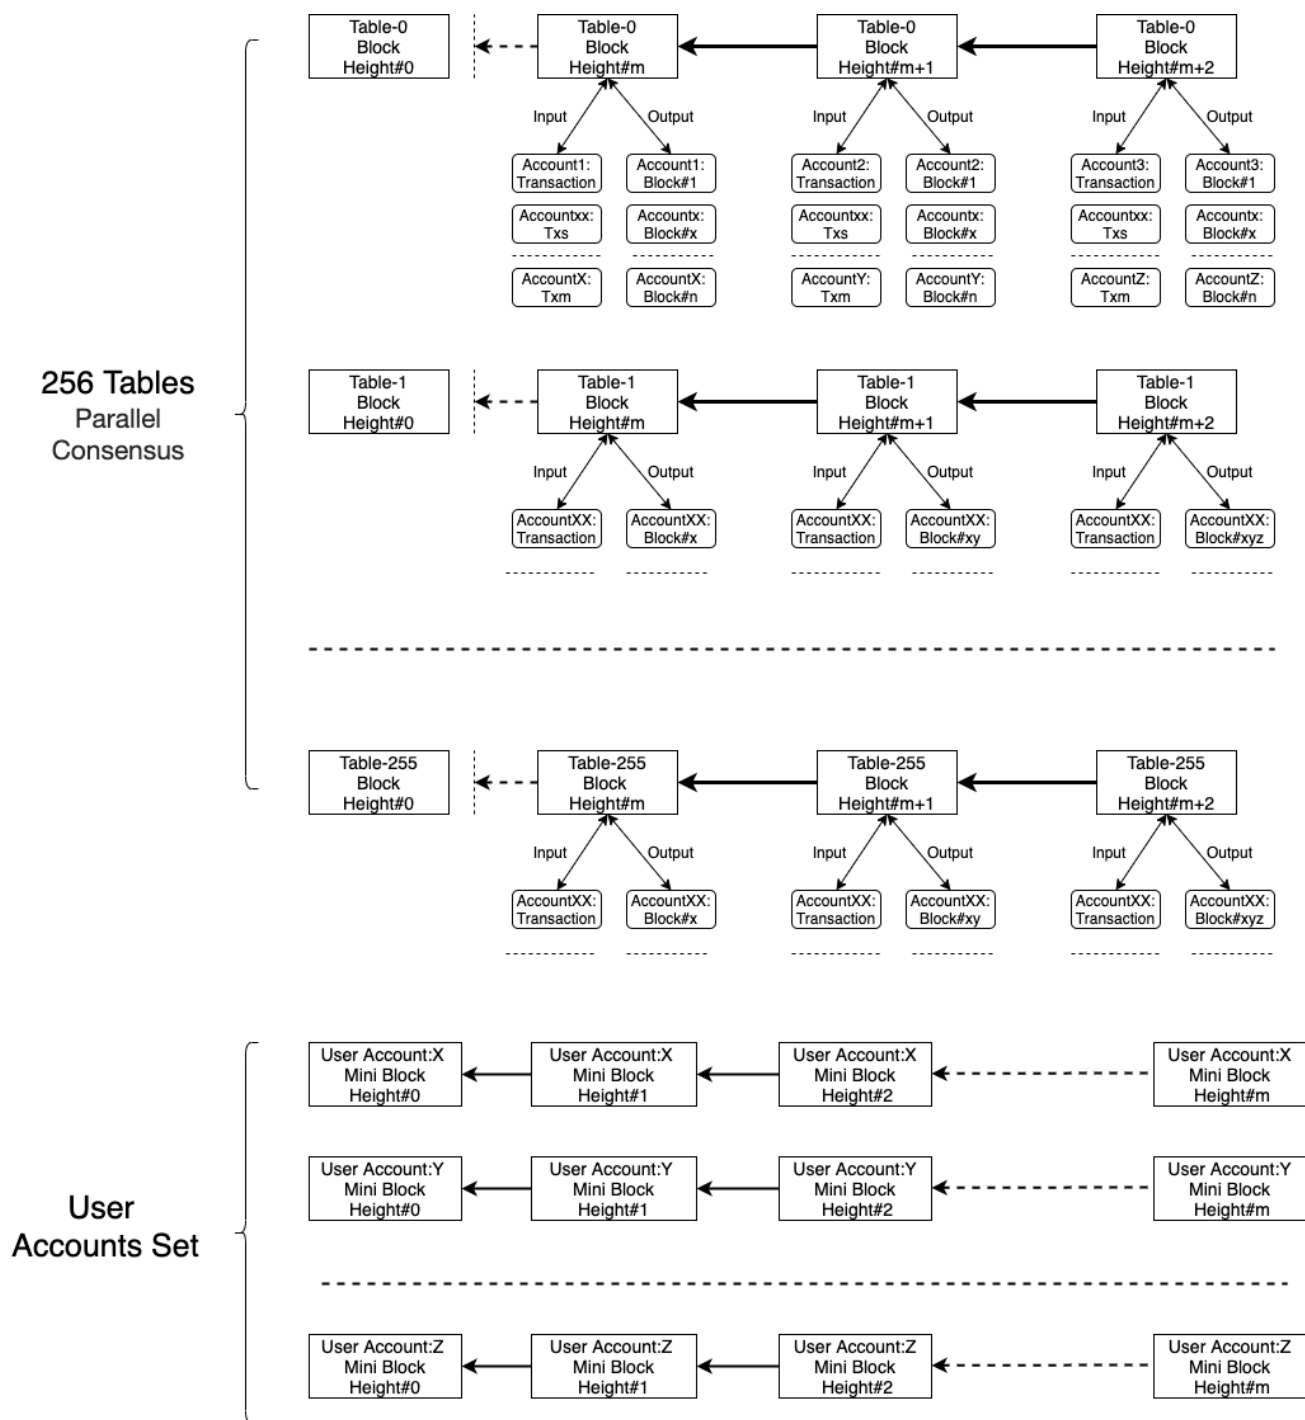 Table-0
Block
Height#0
Table-0
Block
Height#m
Table-0
Block
Height#m+1
Table-0
Block
Height#m+2
Input
Output
Input
Output
Input
Output
Account1:
Transaction
Account1:
Block#1
Account2:
Transaction
Account2:
Block#1
Account3:
Transaction
Account3:
Block#1
Accountxx:
Txs
Accountx:
Block#x
Accountxx:
Txs
Accountx:
Block#x
Accountxx:
Txs
Accountx:
Block#x
AccountX:
Txm
AccountX:
Block#n
AccountY:
Txm
AccountY:
Block#n
AccountZ:
Txm
AccountZ:
Block#n
256 Tables
Parallel
Consensus
Table-1
Block
Height#0
Table-1
Block
Height#m
Table-1
Block
Height#m+1
Table-1
Block
Height#m+2
Input
Output
Input
Output
Input
Output
AccountXX:
Transaction
AccountXX:
Block#x
AccountXX:
Transaction
AccountXX:
Block#xy
AccountXX:
Transaction
AccountXX:
Block#xyz
Table-255
Block
Height#0
Table-255
Block
Height#m
Table-255
Block
Height#m+1
Table-255
Block
Height#m+2
Input
Output
Input
Output
Input
Output
AccountXX:
Transaction
AccountXX:
Block#x
AccountXX:
Transaction
AccountXX:
Block#xy
AccountXX:
Transaction
AccountXX:
Block#xyz
User
Accounts Set
User Account:X
Mini Block
Height#0
User Account:X
Mini Block
Height#1
User Account:X
Mini Block
Height#2
User Account:X
Mini Block
Height#m
User Account:Y
Mini Block
Height#0
User Account:Y
Mini Block
Height#1
User Account:Y
Mini Block
Height#2
User Account:Y
Mini Block
Height#m
User Account:Z
Mini Block
Height#0
User Account:Z
Mini Block
Height#1
User Account:Z
Mini Block
Height#2
User Account:Z
Mini Block
Height#m